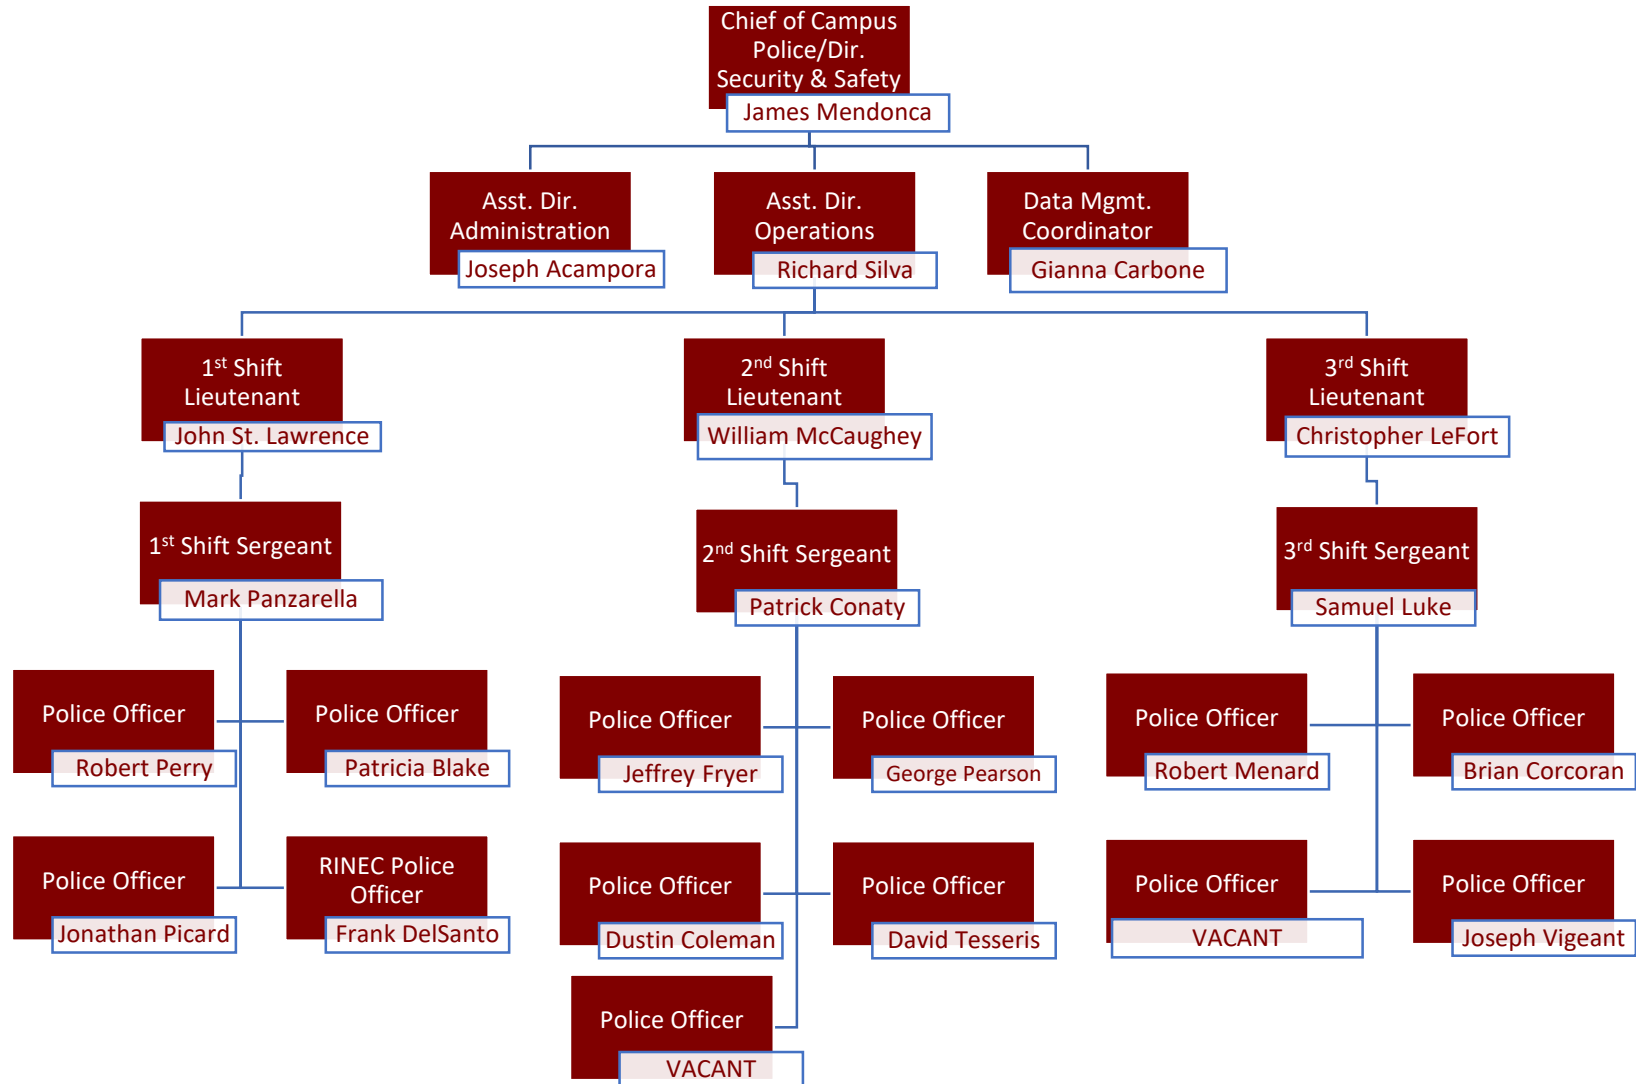 Chief of Campus
Police/Dir.
Security & Safety
James Mendonca
Asst. Dir.
Administration
Joseph Acampora
Asst. Dir.
Operations
Richard Silva
Data Mgmt.
Coordinator
Gianna Carbone
1st Shift
Lieutenant
John St. Lawrence
2nd Shift
Lieutenant
William McCaughey
3rd Shift
Lieutenant
Christopher LeFort
1st Shift Sergeant
Mark Panzarella
2nd Shift Sergeant
Patrick Conaty
3rd Shift Sergeant
Samuel Luke
Police Officer
Robert Perry
Police Officer
Patricia Blake
Police Officer
Jeffrey Fryer
Police Officer
George Pearson
Police Officer
Robert Menard
Police Officer
Brian Corcoran
Police Officer
Jonathan Picard
RINEC Police
Officer
Frank DelSanto
Police Officer
Dustin Coleman
Police Officer
David Tesseris
Police Officer
VACANT
Police Officer
Joseph Vigeant
Police Officer
VACANT